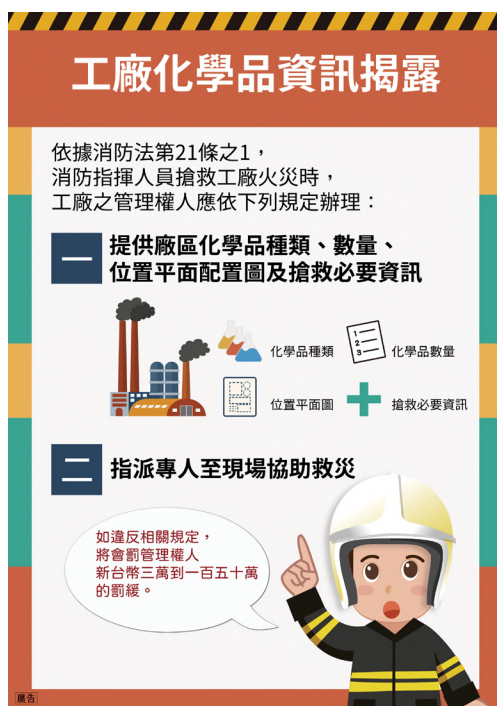 工廠化學品資訊揭露
依據消防法第21條之1，
消防指揮人員搶救工廠火災時，
工廠之管理權人應依下列規定辦理：
一
提供廠區化學品種類、數量、
位置平面配置圖及搶救必要資訊
化學品種類
1
2
3
化學品數量
位置平面圖
搶救必要資訊
二
指派專人至現場協助救災
如違反相關規定，
將會罰管理權人
新台幣三萬到一百五十萬
的罰緩。
廣告